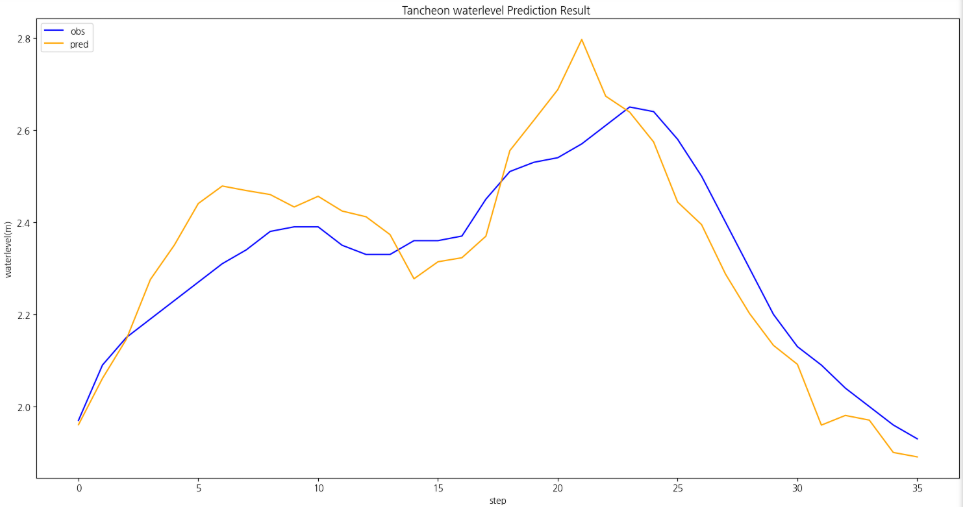 Tancheon waterlevel Prediction Result
obs
pred
waterlevel(m)
2.8
2.6
2.4
2.2
2.0
0 5 10 15 20 25 30 35
step